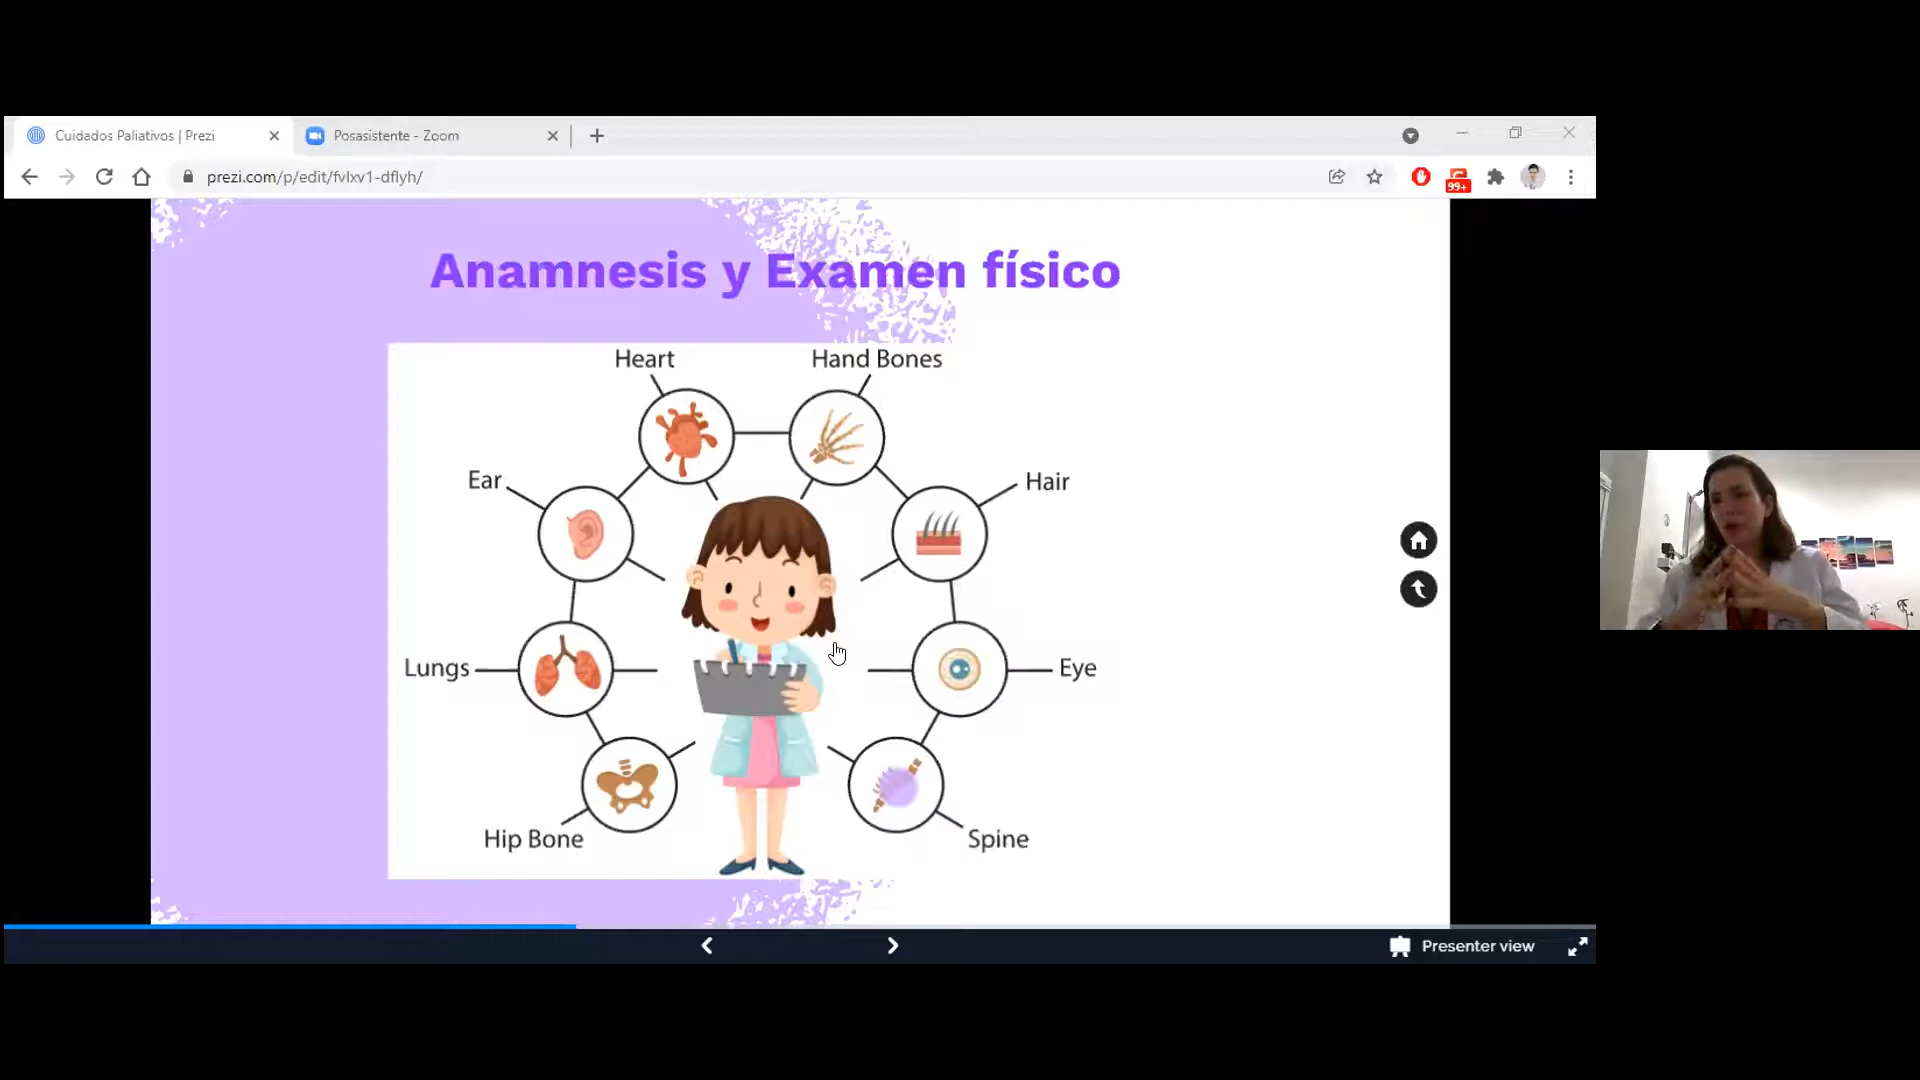 Cuidados Paliativos | Prezi
Posasistente - Zoom
prezi.com/p/edit/fvlxv1-dflyh/
99+
Anamnesis y Examen físico
Heart
Hand Bones
Ear
Hair
Lungs
Eye
Hip Bone
Spine
Presenter view